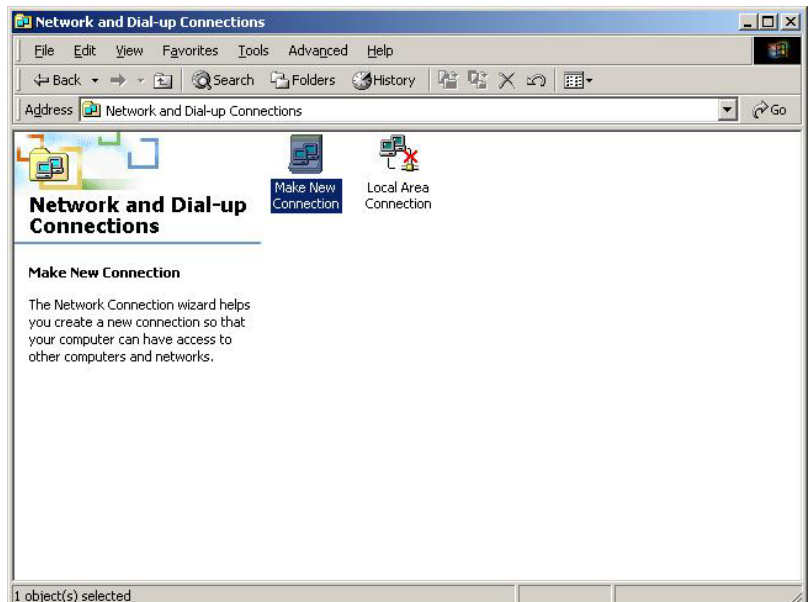 Network and Dial-up Connections
File Edit View Favorites Tools Advanced Help
Back Search Folders History
Address Network and Dial-up Connections Go
Network and Dial-up
Connections
Make New Connection
The Network Connection wizard helps
you create a new connection so that
your computer can have access to
other computers and networks.
Make New
Connection
Local Area
Connection
1 object(s) selected